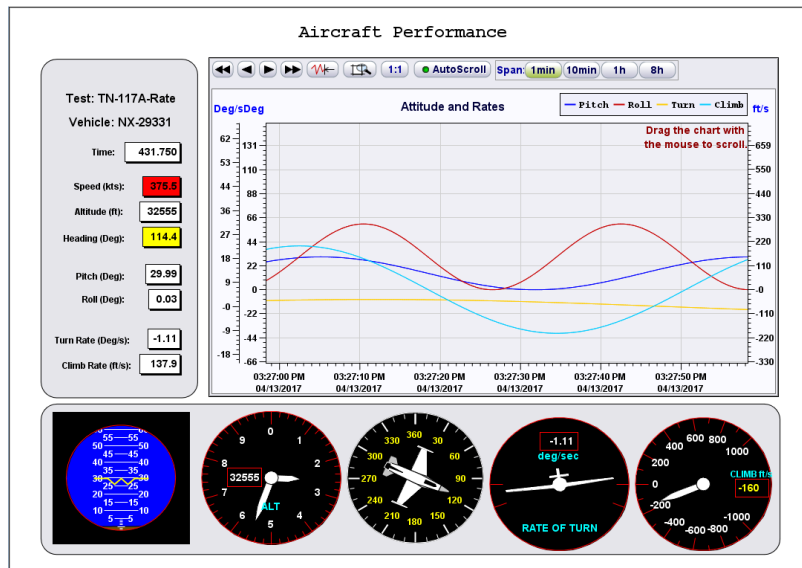 Aircraft Performance
Test: TN-117A-Rate
Vehicle: NX-29331
Time: 431.750
Speed (kts): 375.5
Altitude (ft): 32555
Heading (Deg): 114.4
Pitch (Deg): 29.99
Roll (Deg): 0.03
Turn Rate (Deg/s): -1.11
Climb Rate (ft/s): 137.9
1:1 AutoScroll Span: 1min 10min 1h 8h
Deg/s Deg Attitude and Rates Pitch Roll Turn Climb ft/s
Drag the chart with
the mouse to scroll.
62 131 659
53 110 550
44 88 440
36 66 330
27 44 220
18 22 110
9 0 -0
-0 -22 -110
-9 -44 -220
-18 -66 -330
03:27:00 PM 03:27:10 PM 03:27:20 PM 03:27:30 PM 03:27:40 PM 03:27:50 PM
04/13/2017 04/13/2017 04/13/2017 04/13/2017 04/13/2017 04/13/2017
60 60
55 55
50 50
45 45
40 40
35 35
30 30
25 25
20 20
15 15
10 10
5 5
0 1 2 3 4 5 6 7 8 9
32555
ALT
360 30 60 90 120 150 180 210 240 270 300 330
-1.11
deg/sec
RATE OF TURN
-800 -600 -400 -200 0 200 400 600 800 1000 -1000
CLIMB ft/s
-160